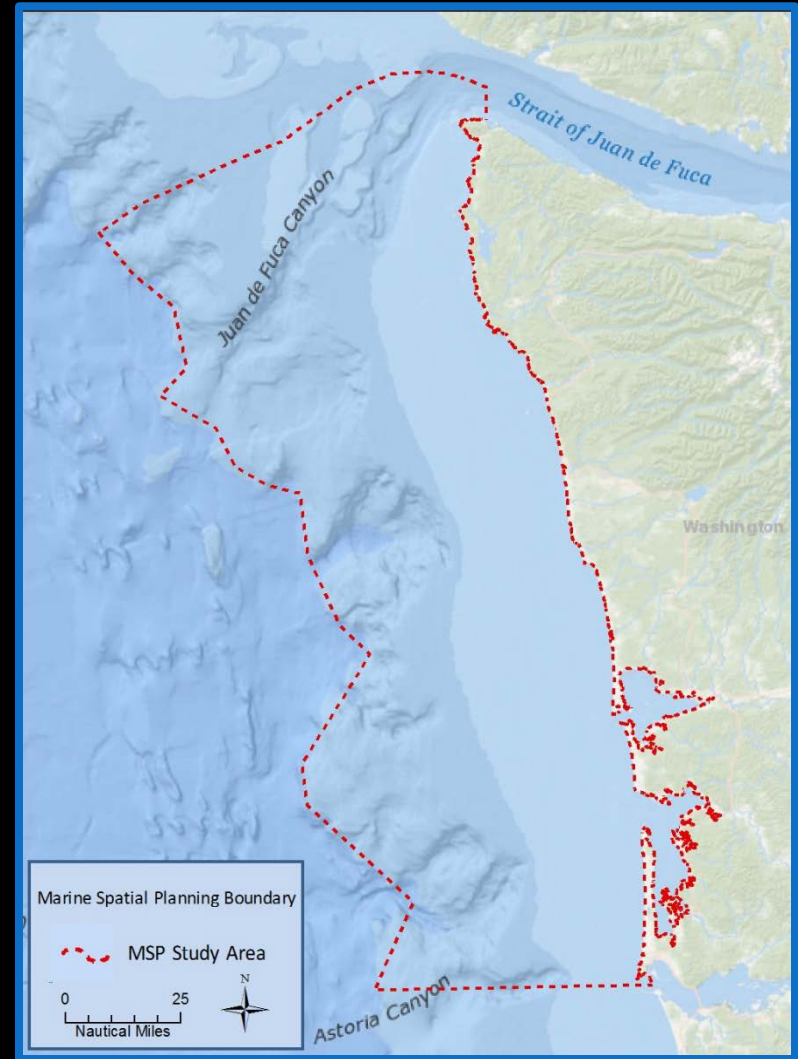 Strait of Juan de Fuca
Juan de Fuca Canyon
Washington
Marine Spatial Planning Boundary
MSP Study Area
N
0 25
Nautical Miles
Astoria Canyon